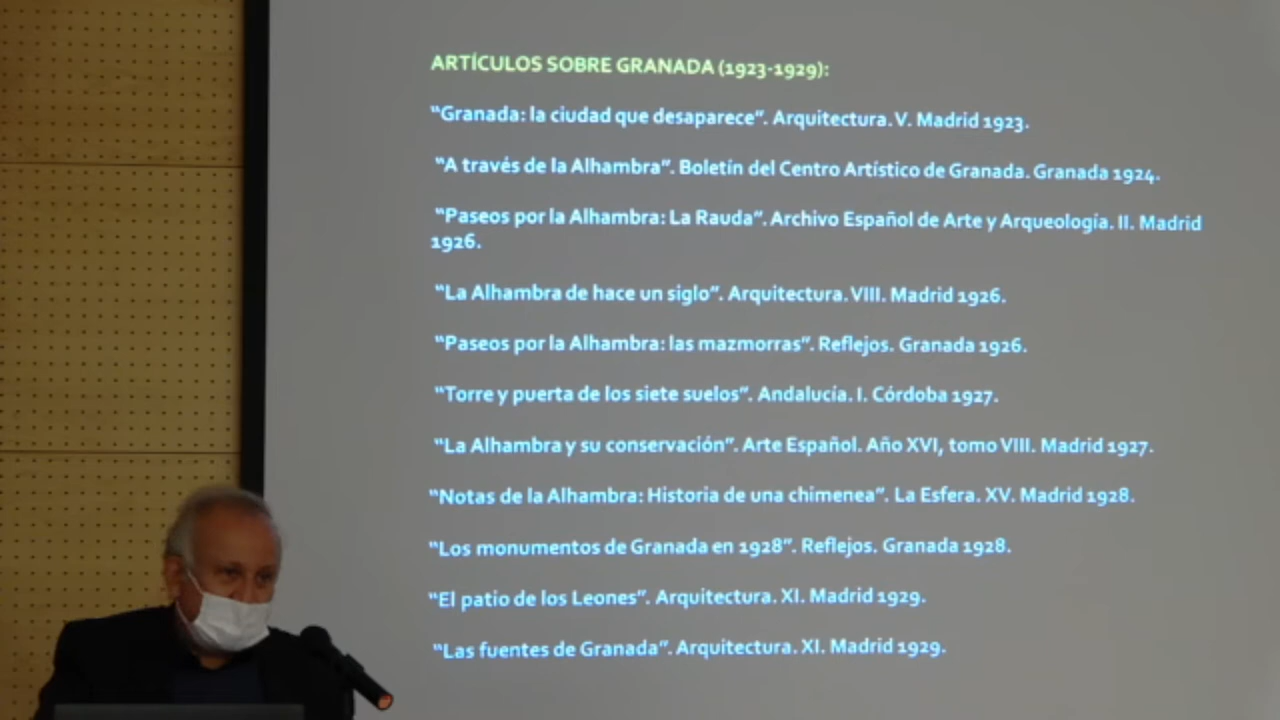 ARTÍCULOS SOBRE GRANADA (1923-1929):
“Granada: la ciudad que desaparece”. Arquitectura. V. Madrid 1923.
“A través de la Alhambra”. Boletín del Centro Artístico de Granada. Granada 1924.
“Paseos por la Alhambra: La Rauda”. Archivo Español de Arte y Arqueología. II. Madrid
1926.
“La Alhambra de hace un siglo”. Arquitectura. VIII. Madrid 1926.
“Paseos por la Alhambra: las mazmorras”. Reflejos. Granada 1926.
“Torre y puerta de los siete suelos”. Andalucía. I. Córdoba 1927.
“La Alhambra y su conservación”. Arte Español. Año XVI, tomo VIII. Madrid 1927.
“Notas de la Alhambra: Historia de una chimenea”. La Esfera. XV. Madrid 1928.
“Los monumentos de Granada en 1928”. Reflejos. Granada 1928.
“El patio de los Leones”. Arquitectura. XI. Madrid 1929.
“Las fuentes de Granada”. Arquitectura. XI. Madrid 1929.